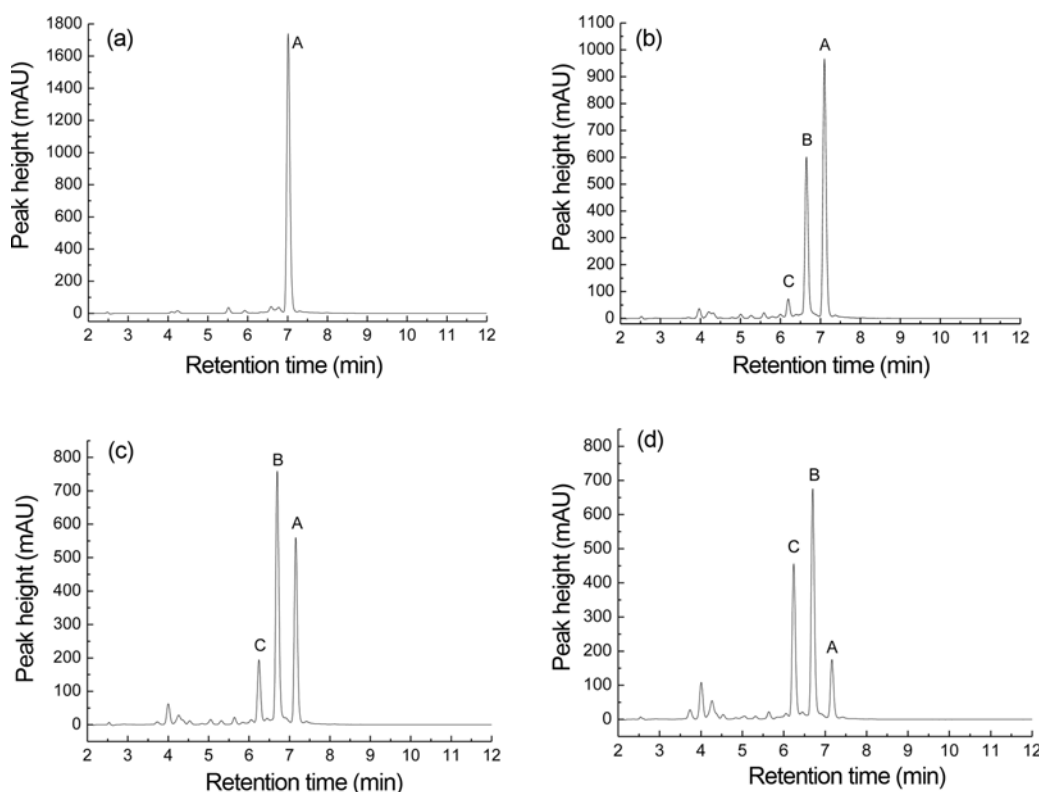 (a)
A
Peak height (mAU)
1800
1600
1400
1200
1000
800
600
400
200
0
2 3 4 5 6 7 8 9 10 11 12
Retention time (min)
(b)
A
B
C
Peak height (mAU)
1100
1000
900
800
700
600
500
400
300
200
100
0
2 3 4 5 6 7 8 9 10 11 12
Retention time (min)
(c)
B
A
C
Peak height (mAU)
800
700
600
500
400
300
200
100
0
2 3 4 5 6 7 8 9 10 11 12
Retention time (min)
(d)
B
C
A
Peak height (mAU)
800
700
600
500
400
300
200
100
0
2 3 4 5 6 7 8 9 10 11 12
Retention time (min)